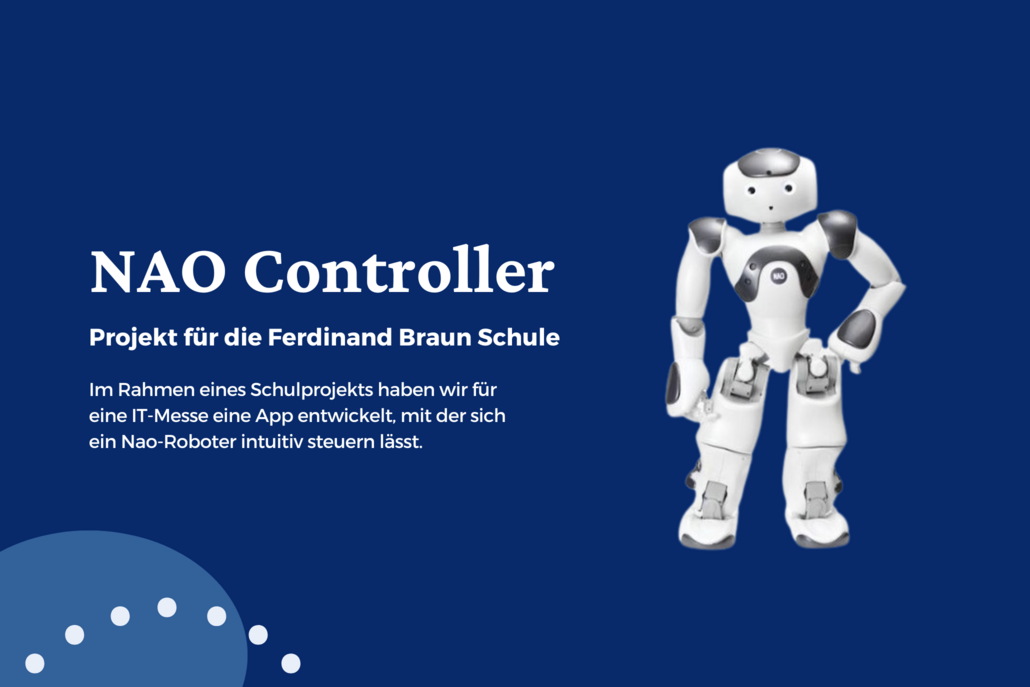 NAO Controller
Projekt für die Ferdinand Braun Schule
Im Rahmen eines Schulprojekts haben wir für
eine IT-Messe eine App entwickelt, mit der sich
ein Nao-Roboter intuitiv steuern lässt.
NAO